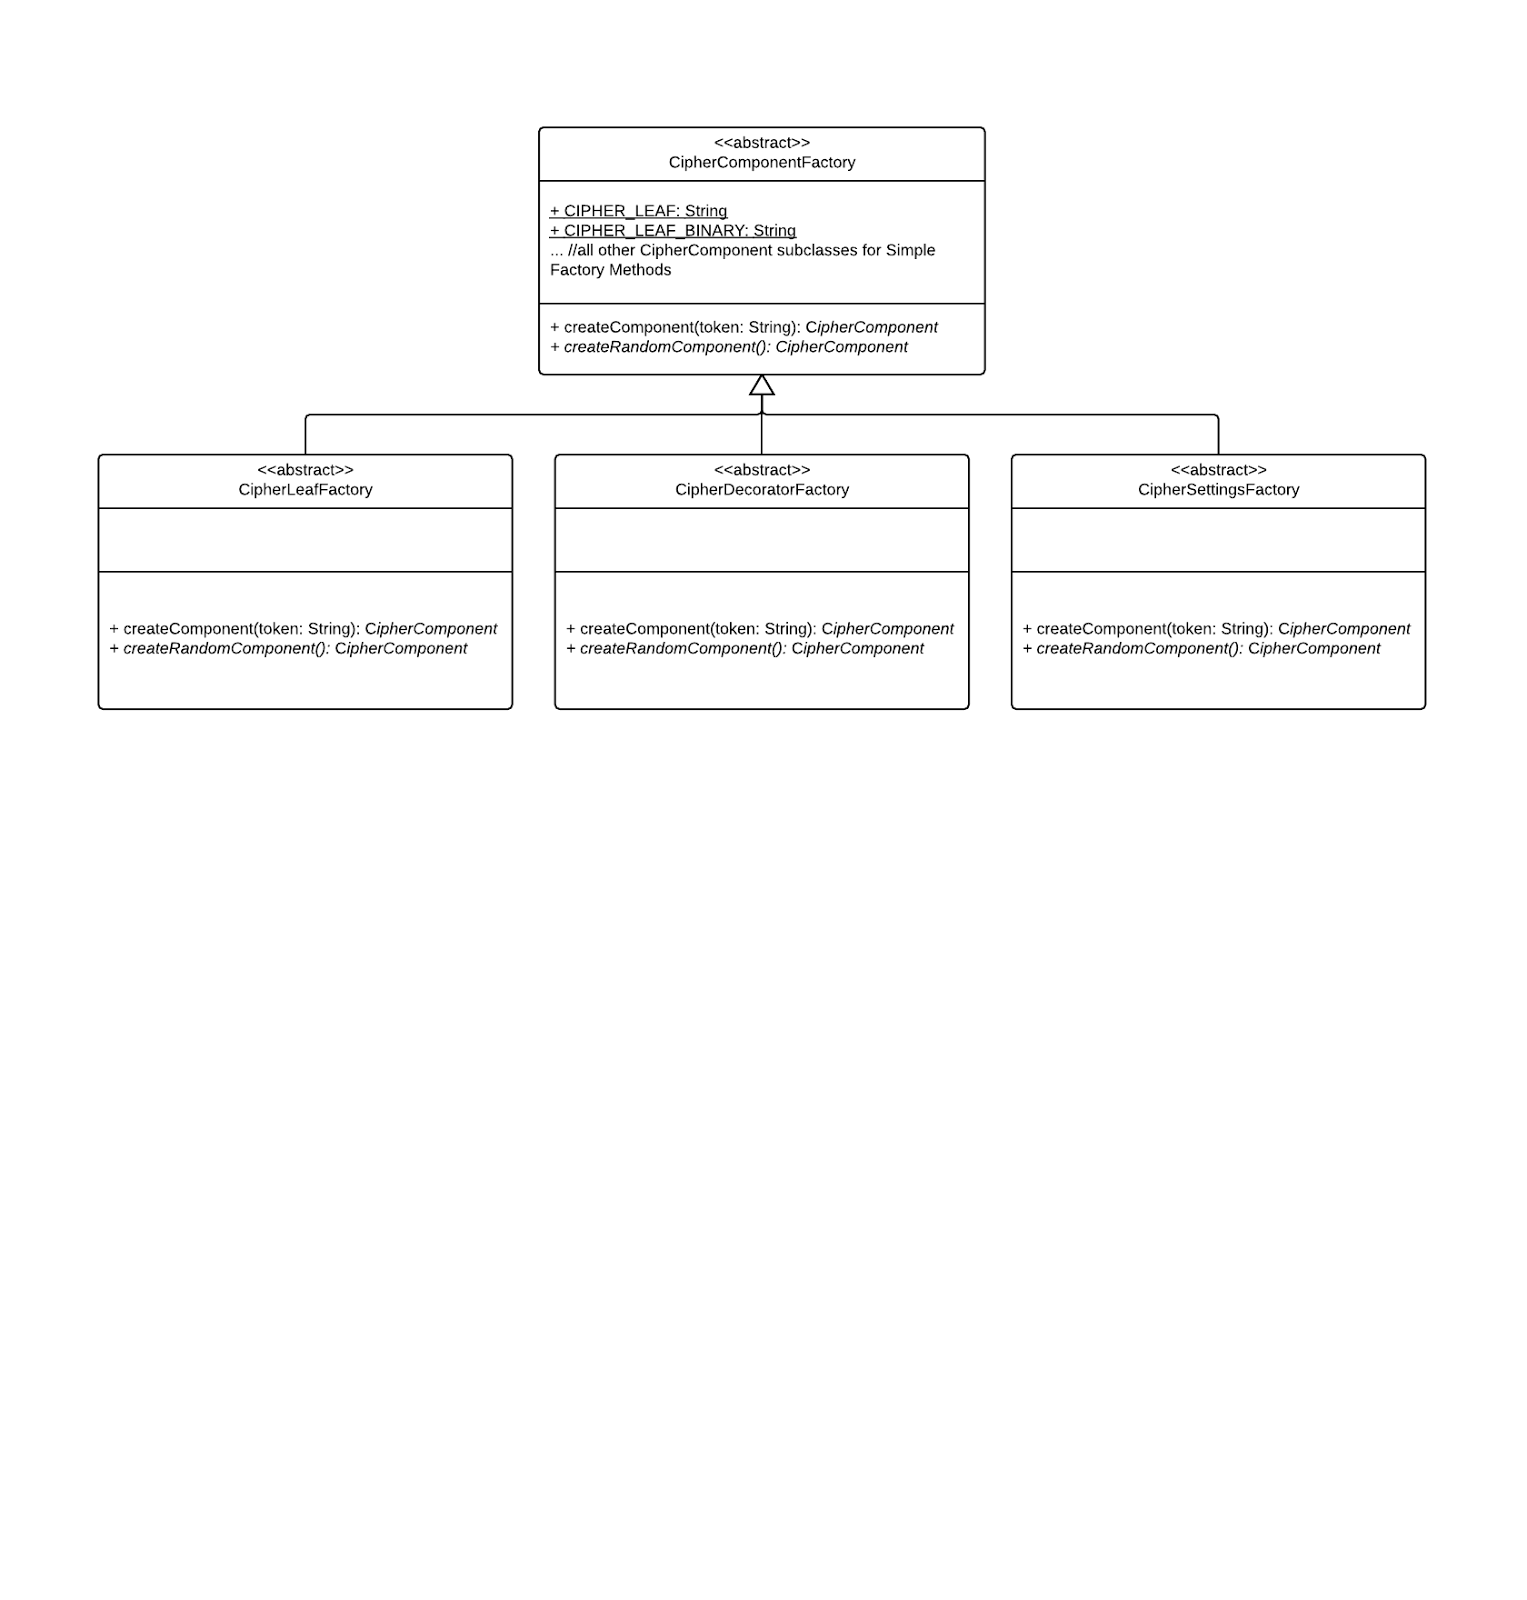 <<abstract>>
CipherComponentFactory
+ CIPHER_LEAF: String
+ CIPHER_LEAF_BINARY: String
... //all other CipherComponent subclasses for Simple
Factory Methods
+ createComponent(token: String): CipherComponent
+ createRandomComponent(): CipherComponent
<<abstract>>
CipherLeafFactory
+ createComponent(token: String): CipherComponent
+ createRandomComponent(): CipherComponent
<<abstract>>
CipherDecoratorFactory
+ createComponent(token: String): CipherComponent
+ createRandomComponent(): CipherComponent
<<abstract>>
CipherSettingsFactory
+ createComponent(token: String): CipherComponent
+ createRandomComponent(): CipherComponent